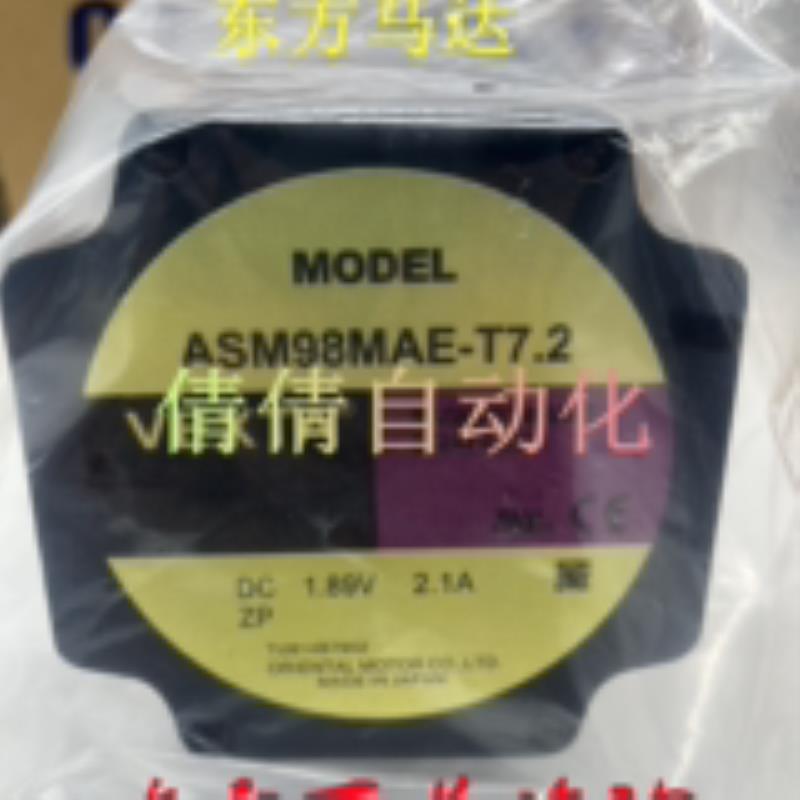 东方马达
MODEL
ASM98MAE-T7.2
倩倩自动化
CE
DC 1.89V 2.1A
ZP
ORIENTAL MOTOR CO.,LTD.
MADE IN JAPAN